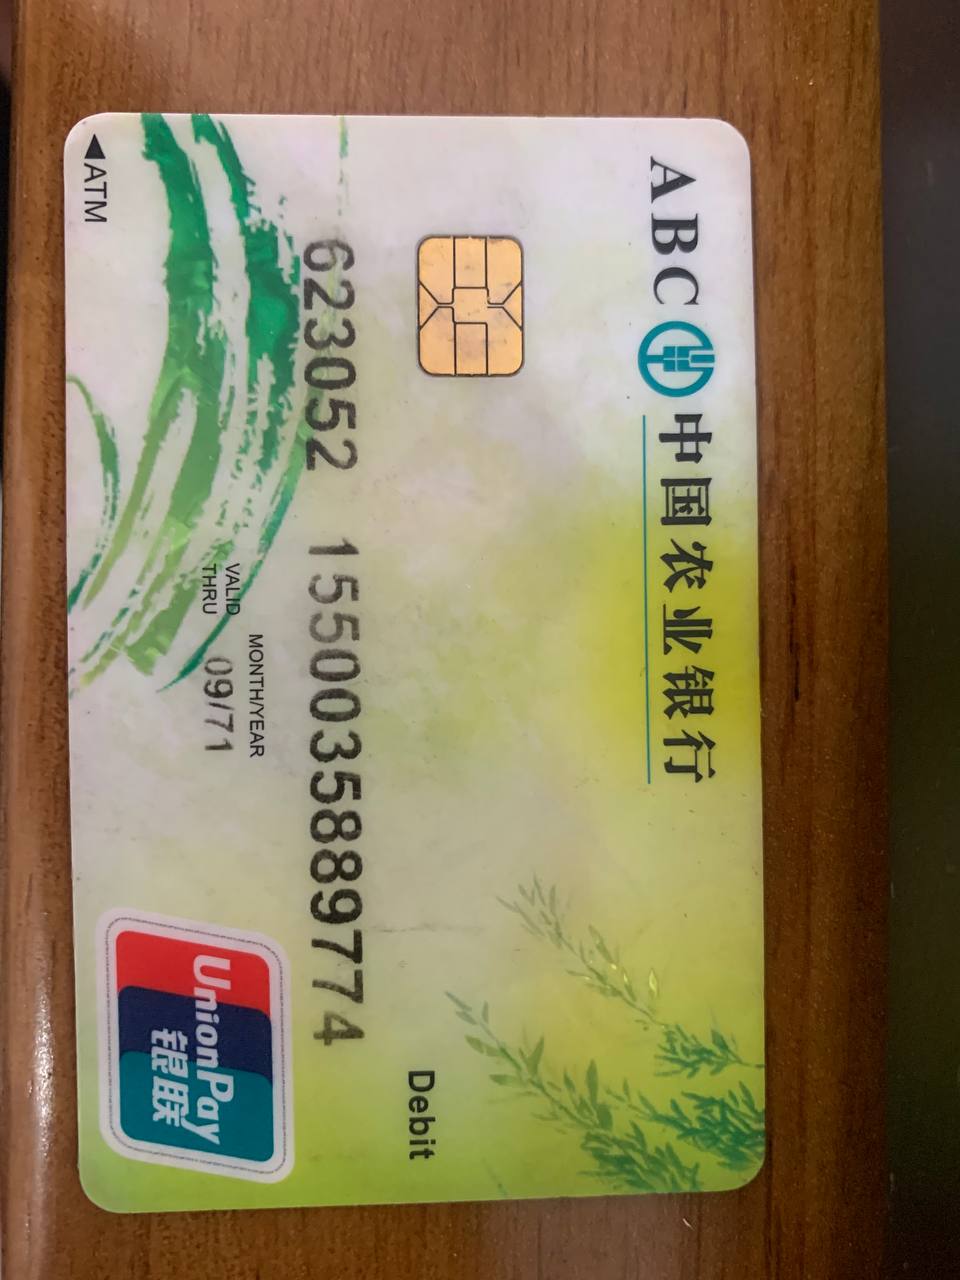 ABC 中国农业银行
623052 1550035889774
Debit
MONTH/YEAR
VALID THRU 09/71
UnionPay
银联
◀ATM